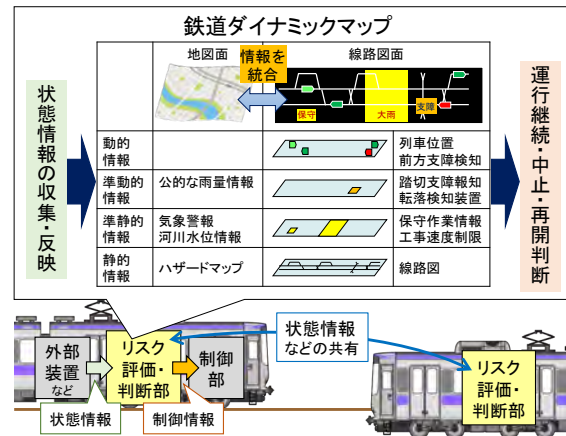 鉄道ダイナミックマップ
状態情報の収集・反映
地図面
情報を
統合
線路図面
保守
大雨
支障
動的
情報
列車位置
前方支障検知
準動的
情報
公的な雨量情報
踏切支障報知
転落検知装置
準静的
情報
気象警報
河川水位情報
保守作業情報
工事速度制限
静的
情報
ハザードマップ
線路図
運行継続・中止・再開判断
外部
装置
など
リスク
評価・
判断部
制御
部
状態情報
制御情報
状態情報
などの共有
リスク
評価・
判断部